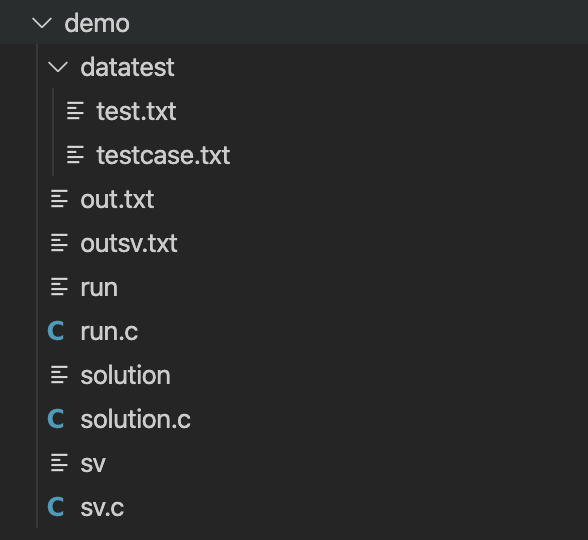 demo
datatest
test.txt
testcase.txt
out.txt
outsv.txt
run
C run.c
solution
C solution.c
sv
C sv.c